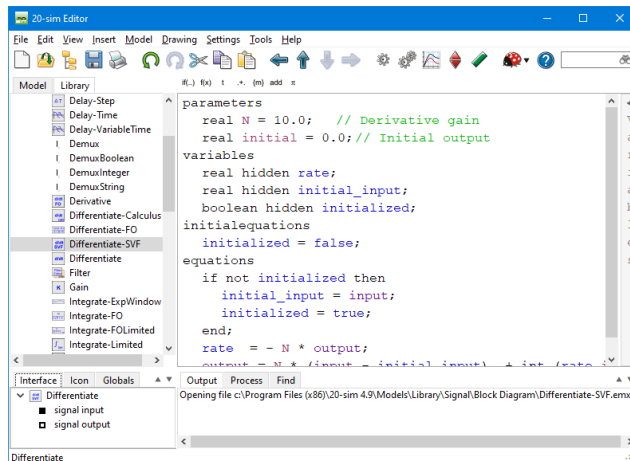 20-sim Editor
File Edit View Insert Model Drawing Settings Tools Help
Model Library
if(..) f(x) t .+. {m} add π
Delay-Step
Delay-Time
Delay-VariableTime
Demux
DemuxBoolean
DemuxInteger
DemuxString
Derivative
Differentiate-Calculus
Differentiate-FO
Differentiate-SVF
Differentiate
Filter
Gain
Integrate-ExpWindow
Integrate-FO
Integrate-FOLimited
Integrate-Limited
parameters
real N = 10.0; // Derivative gain
real initial = 0.0; // Initial output
variables
real hidden rate;
real hidden initial_input;
boolean hidden initialized;
initialequations
initialized = false;
equations
if not initialized then
initial_input = input;
initialized = true;
end;
rate = - N * output;
output = N * (input - initial_input) + int (rate,
Interface Icon Globals
Differentiate
signal input
signal output
Output Process Find
Opening file c:\Program Files (x86)\20-sim 4.9\Models\Library\Signal\Block Diagram\Differentiate-SVF.emx
Differentiate